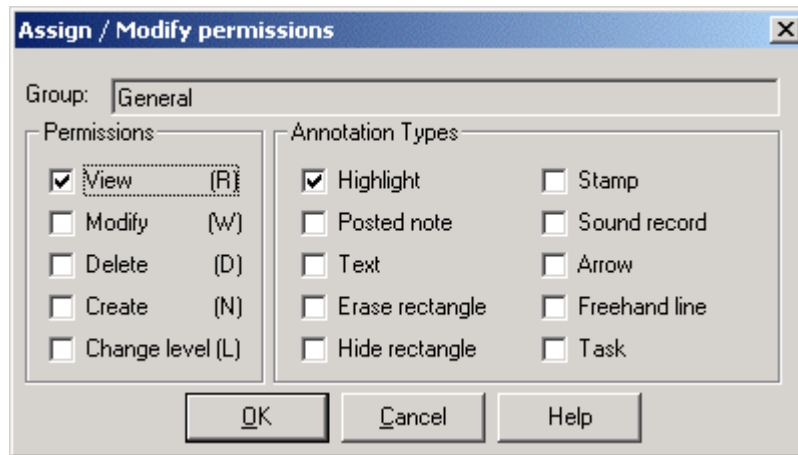 Assign / Modify permissions
Group: General
Permissions
View (R)
Modify (W)
Delete (D)
Create (N)
Change level (L)
Annotation Types
Highlight
Posted note
Text
Erase rectangle
Hide rectangle
Stamp
Sound record
Arrow
Freehand line
Task
OK
Cancel
Help